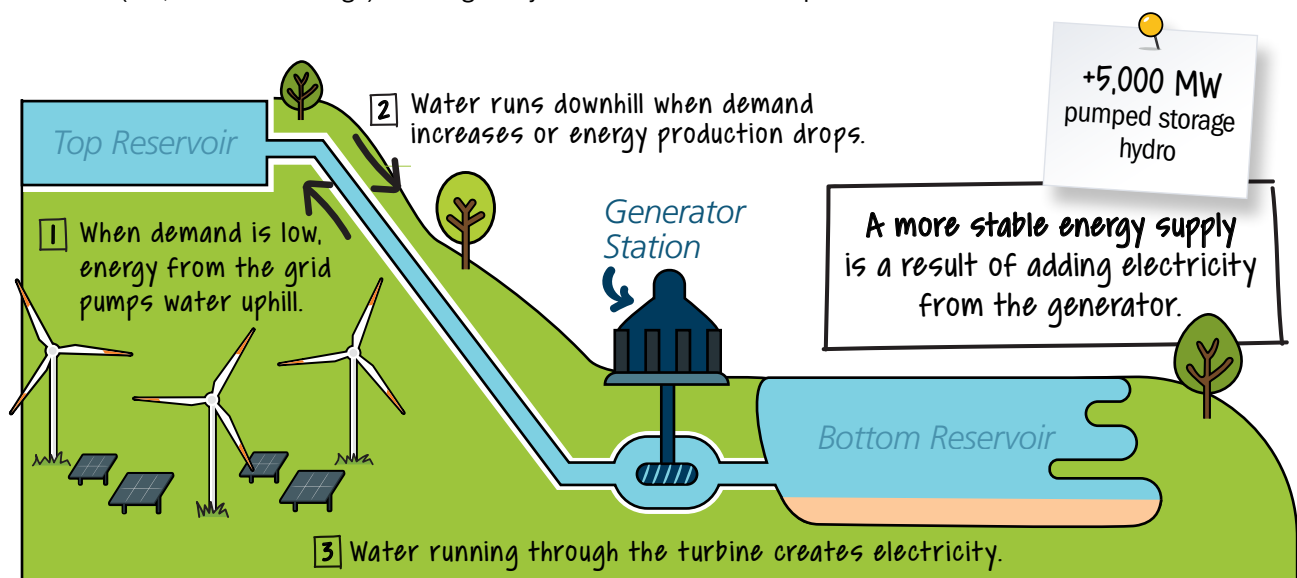 +5,000 MW
pumped storage
hydro
Top Reservoir
2 Water runs downhill when demand
increases or energy production drops.
1 When demand is low,
energy from the grid
pumps water uphill.
Generator
Station
A more stable energy supply
is a result of adding electricity
from the generator.
Bottom Reservoir
3 Water running through the turbine creates electricity.